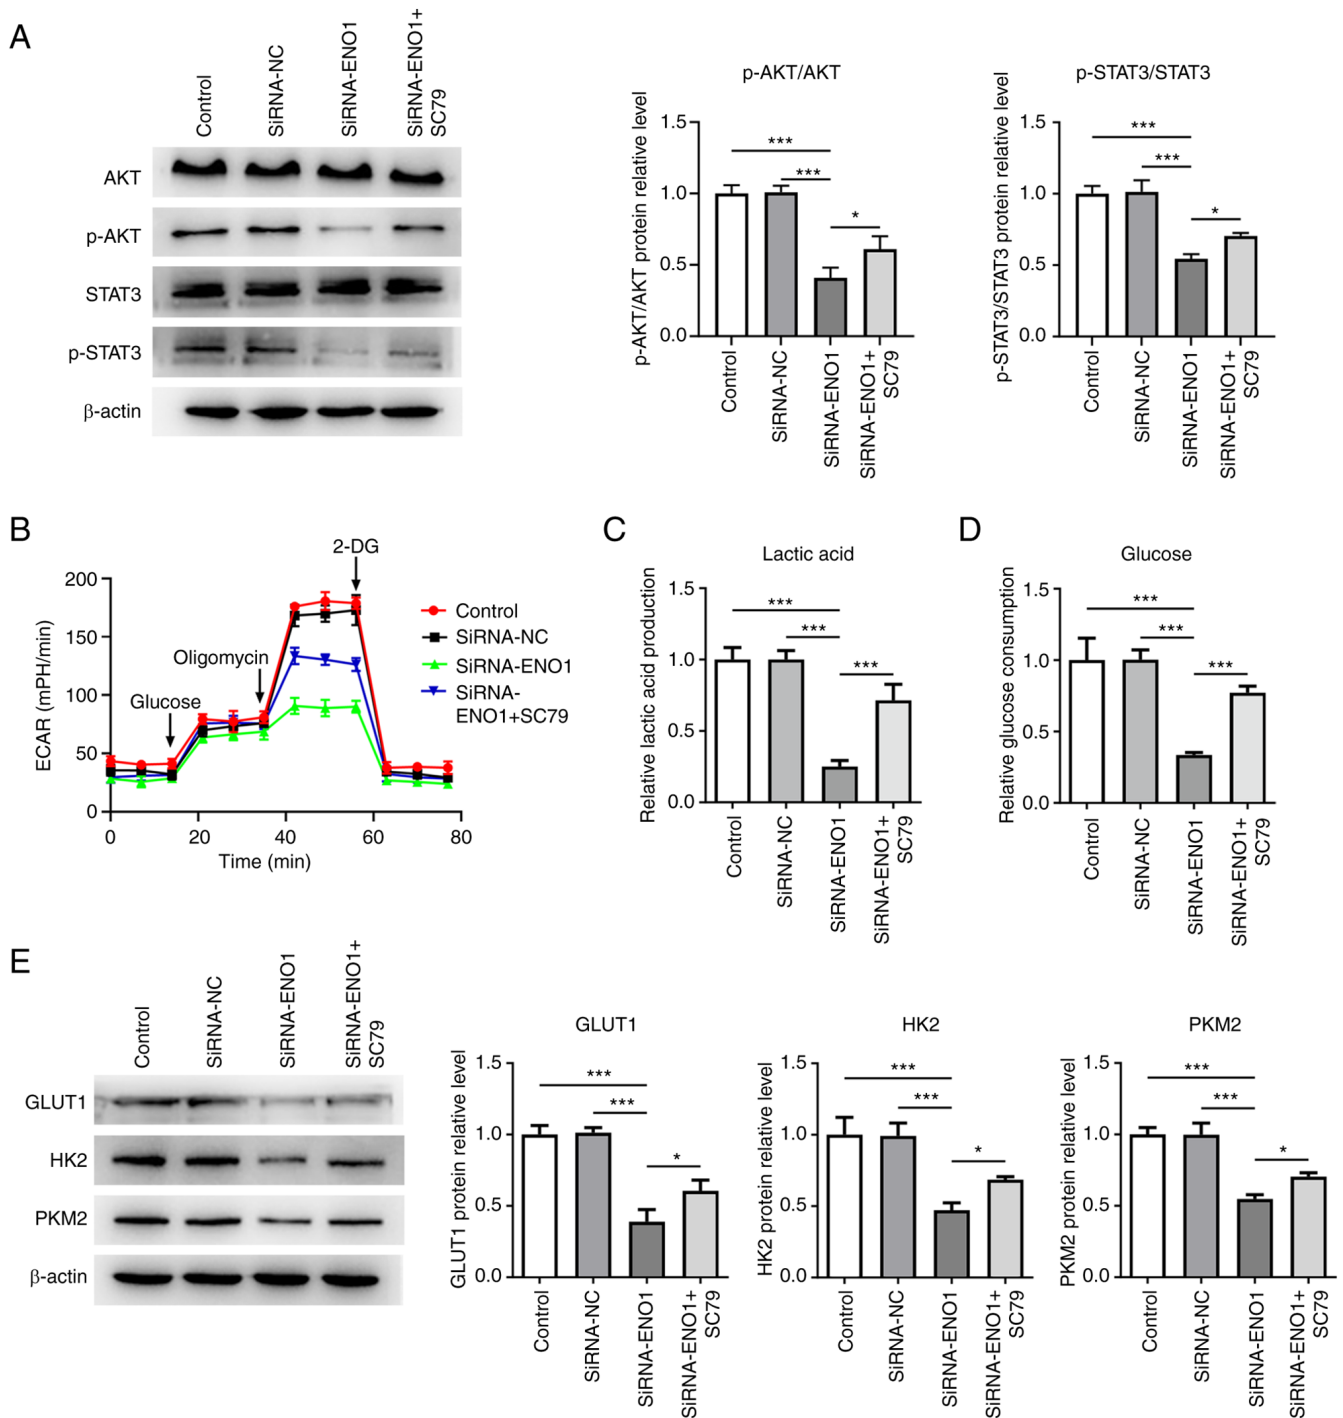 A
Control
SiRNA-NC
SiRNA-ENO1
SiRNA-ENO1+
SC79
AKT
p-AKT
STAT3
p-STAT3
β-actin
p-AKT/AKT
p-AKT/AKT protein relative level
1.5
1.0
0.5
0.0
***
***
*
Control
SiRNA-NC
SiRNA-ENO1
SiRNA-ENO1+
SC79
p-STAT3/STAT3
p-STAT3/STAT3 protein relative level
1.5
1.0
0.5
0.0
***
***
*
Control
SiRNA-NC
SiRNA-ENO1
SiRNA-ENO1+
SC79
B
ECAR (mPH/min)
200
150
100
50
0
Glucose
Oligomycin
2-DG
0
20
40
60
80
Time (min)
Control
SiRNA-NC
SiRNA-ENO1
SiRNA-
ENO1+SC79
C
Lactic acid
Relative lactic acid production
1.5
1.0
0.5
0.0
***
***
***
Control
SiRNA-NC
SiRNA-ENO1
SiRNA-ENO1+
SC79
D
Glucose
Relative glucose consumption
1.5
1.0
0.5
0.0
***
***
***
Control
SiRNA-NC
SiRNA-ENO1
SiRNA-ENO1+
SC79
E
Control
SiRNA-NC
SiRNA-ENO1
SiRNA-ENO1+
SC79
GLUT1
HK2
PKM2
β-actin
GLUT1
GLUT1 protein relative level
1.5
1.0
0.5
0.0
***
***
*
Control
SiRNA-NC
SiRNA-ENO1
SiRNA-ENO1+
SC79
HK2
HK2 protein relative level
1.5
1.0
0.5
0.0
***
***
*
Control
SiRNA-NC
SiRNA-ENO1
SiRNA-ENO1+
SC79
PKM2
PKM2 protein relative level
1.5
1.0
0.5
0.0
***
***
*
Control
SiRNA-NC
SiRNA-ENO1
SiRNA-ENO1+
SC79